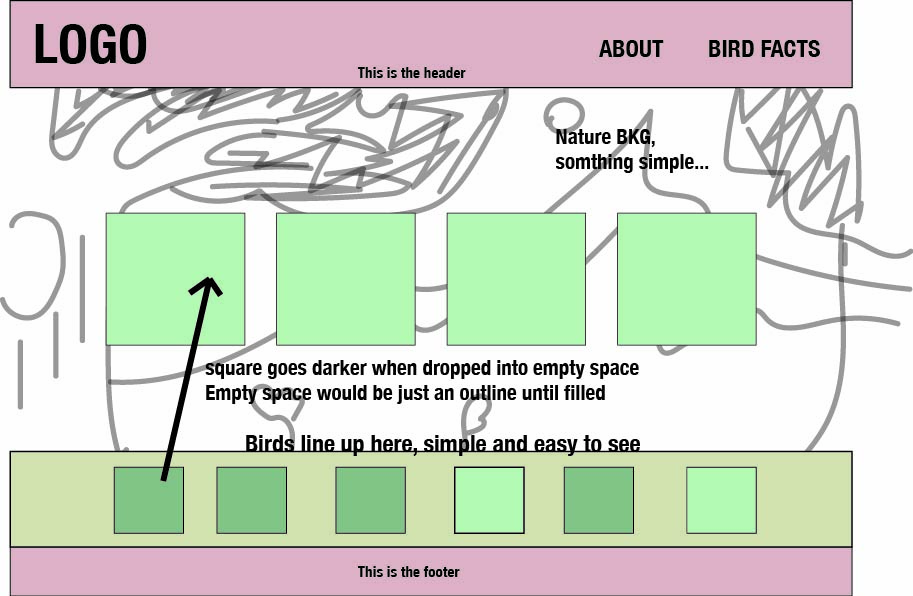 LOGO
ABOUT
BIRD FACTS
This is the header
Nature BKG,
somthing simple...
square goes darker when dropped into empty space
Empty space would be just an outline until filled
Birds line up here, simple and easy to see
This is the footer